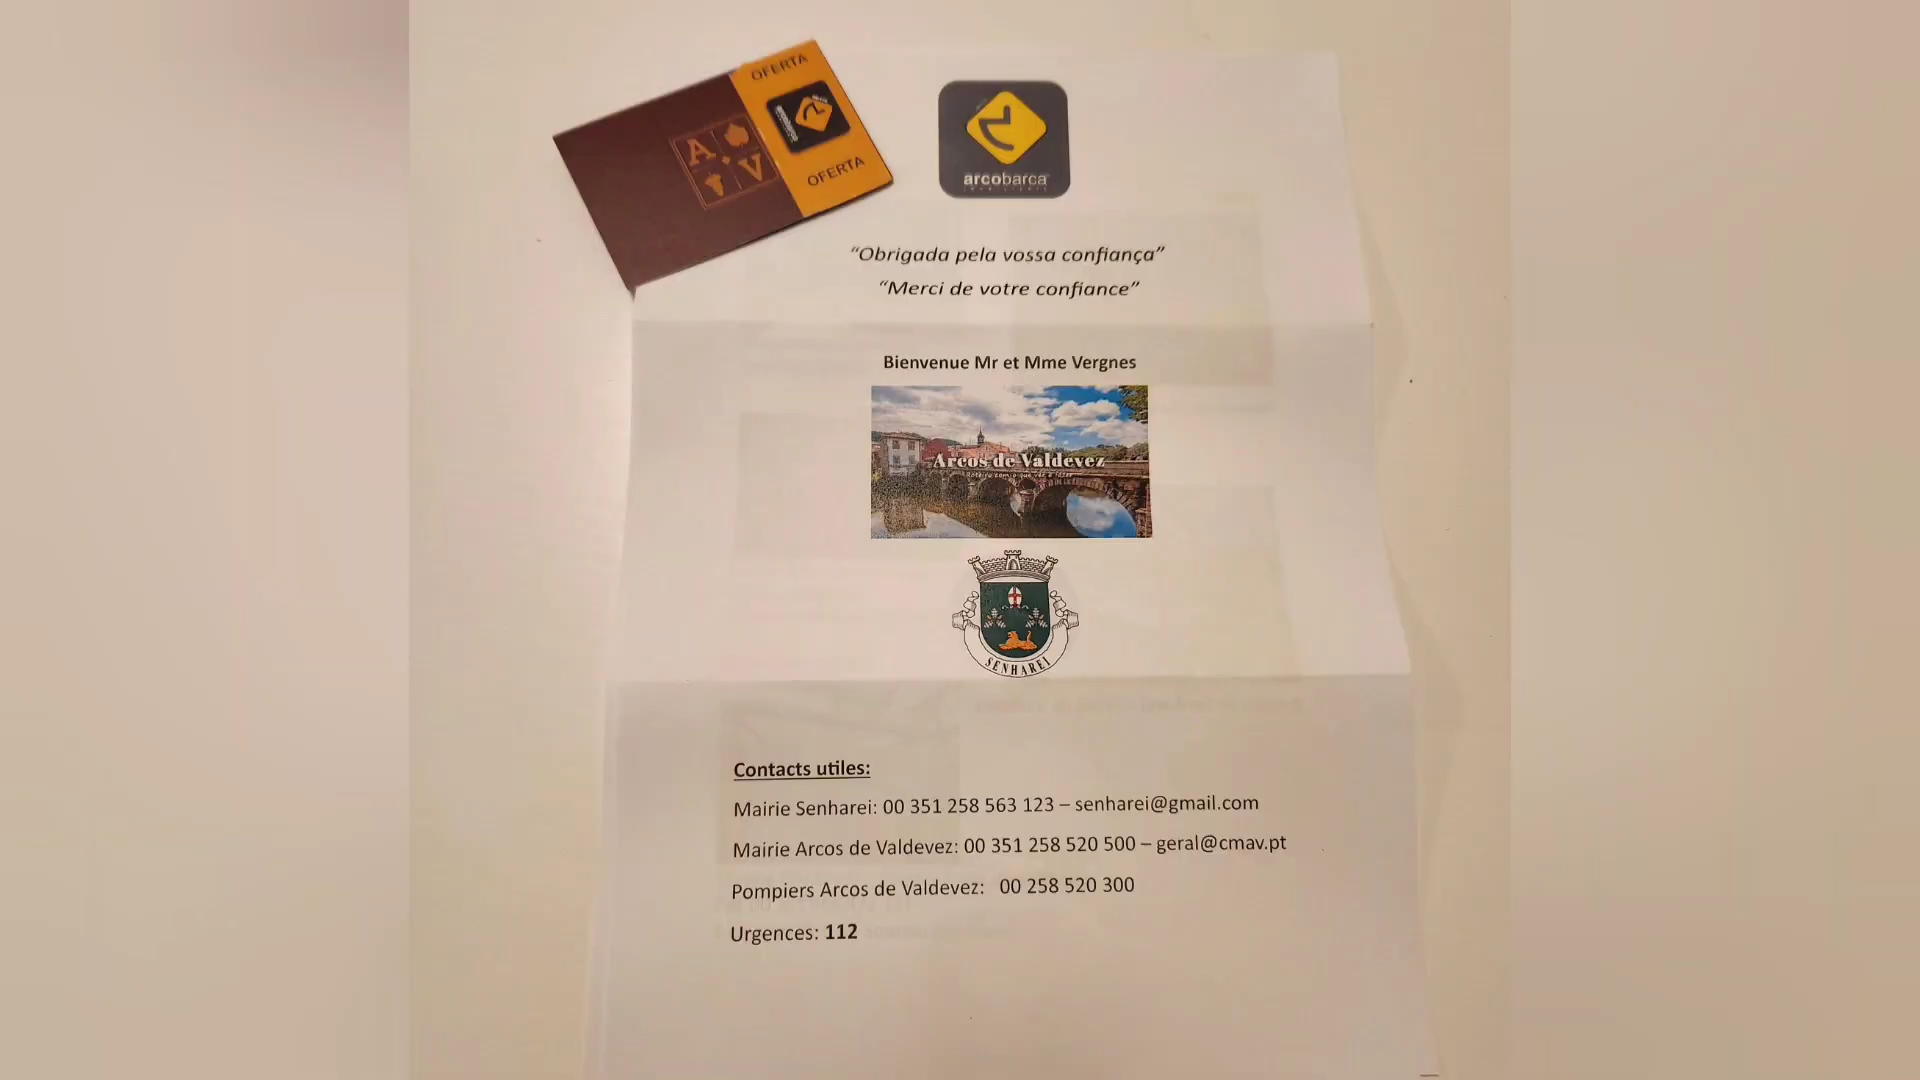 OFERTA
A V
OFERTA
arcobarca
"Obrigada pela vossa confiança"
"Merci de votre confiance"
Bienvenue Mr et Mme Vergnes
Arcos de Valdevez
SENHAREI
Contacts utiles:
Mairie Senharei: 00 351 258 563 123 – senharei@gmail.com
Mairie Arcos de Valdevez: 00 351 258 520 500 – geral@cmav.pt
Pompiers Arcos de Valdevez: 00 258 520 300
Urgences: 112